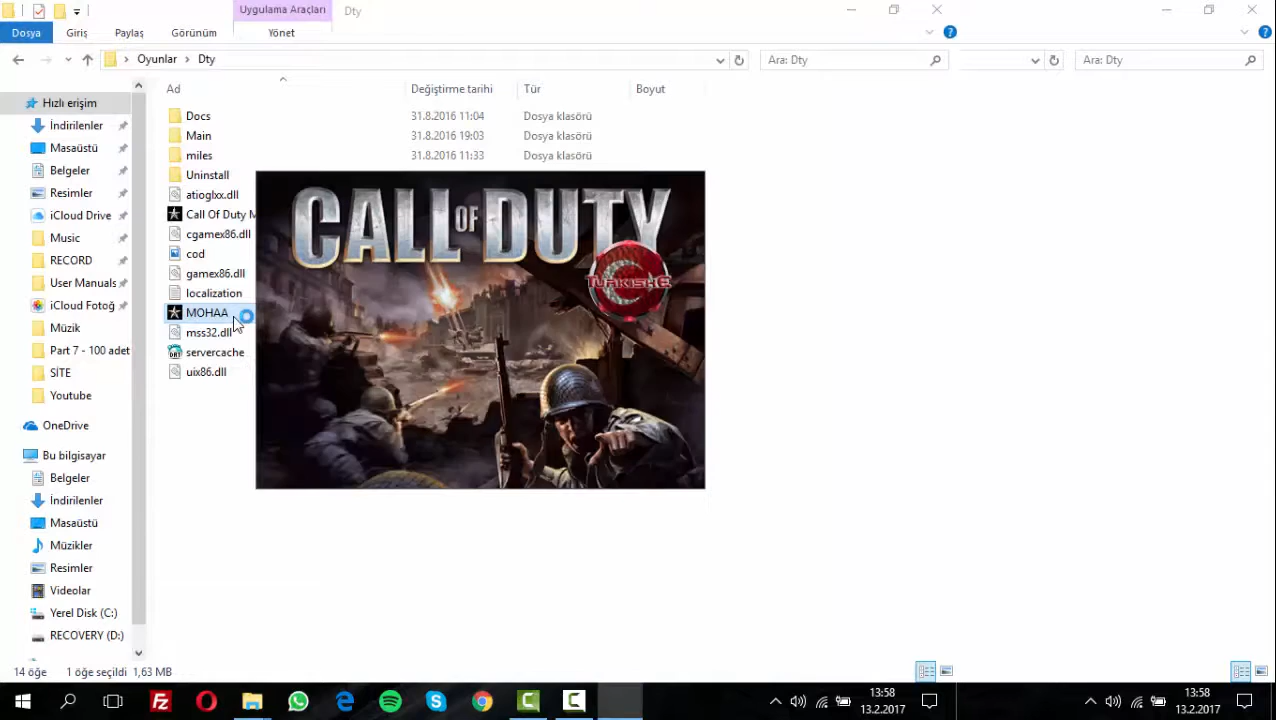 Uygulama Araçları
Dty
Dosya
Giriş
Paylaş
Görünüm
Yönet
Oyunlar
Dty
Ara: Dty
Ara: Dty
Ad
Değiştirme tarihi
Tür
Boyut
Hızlı erişim
İndirilenler
Masaüstü
Belgeler
Resimler
iCloud Drive
Music
RECORD
User Manuals
iCloud Fotoğ
Müzik
Part 7 - 100 adet
SİTE
Youtube
OneDrive
Bu bilgisayar
Belgeler
İndirilenler
Masaüstü
Müzikler
Resimler
Videolar
Yerel Disk (C:)
RECOVERY (D:)
Docs 31.8.2016 11:04 Dosya klasörü
Main 31.8.2016 19:03 Dosya klasörü
miles 31.8.2016 11:33 Dosya klasörü
Uninstall
atioglxx.dll
Call Of Duty M
cgamex86.dll
cod
gamex86.dll
localization
MOHAA
mss32.dll
servercache
uix86.dll
CALL OF DUTY
14 öğe
1 öğe seçildi 1,63 MB
13:58
13.2.2017
13:58
13.2.2017